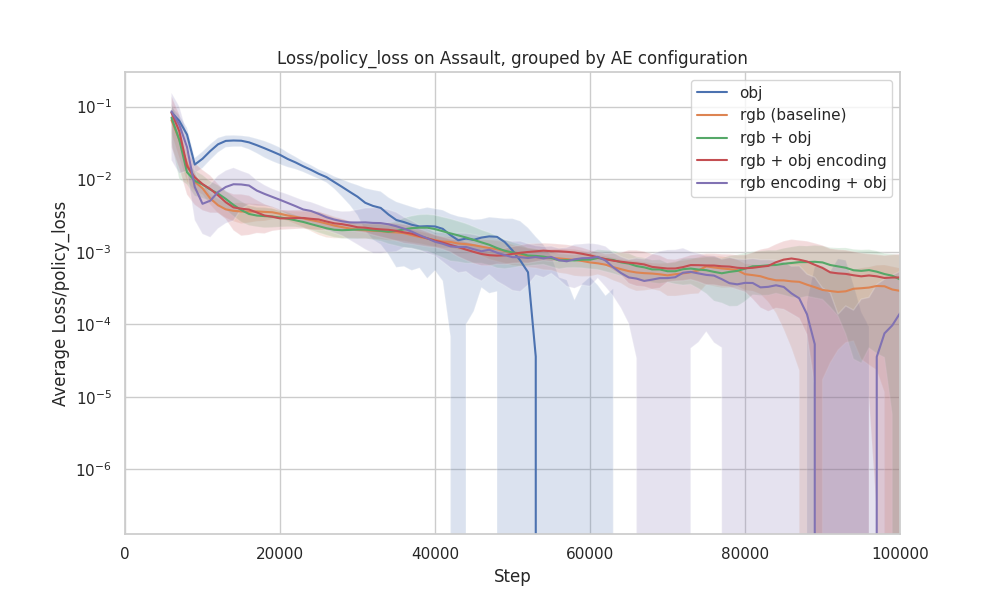 Loss/policy_loss on Assault, grouped by AE configuration
obj
rgb (baseline)
rgb + obj
rgb + obj encoding
rgb encoding + obj
Average Loss/policy_loss
10⁻¹
10⁻²
10⁻³
10⁻⁴
10⁻⁵
10⁻⁶
0 20000 40000 60000 80000 100000
Step